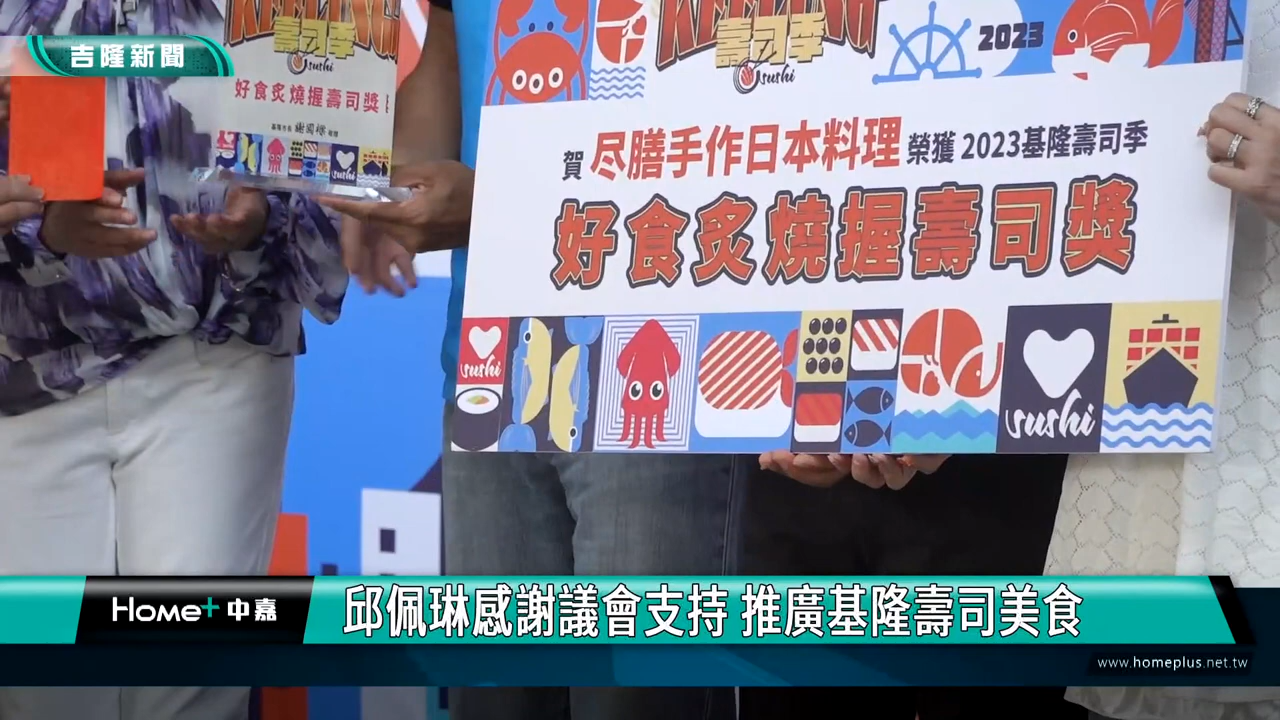 吉隆新聞
KEELUNG
壽司季
sushi
好食炙燒握壽司獎
KEELUNG
壽司季
sushi
2023
賀 尽膳手作日本料理 榮獲 2023基隆壽司季
好食炙燒握壽司獎
sushi
sushi
Home+ 中嘉
邱佩琳感謝議會支持 推廣基隆壽司美食
www.homeplus.net.tw